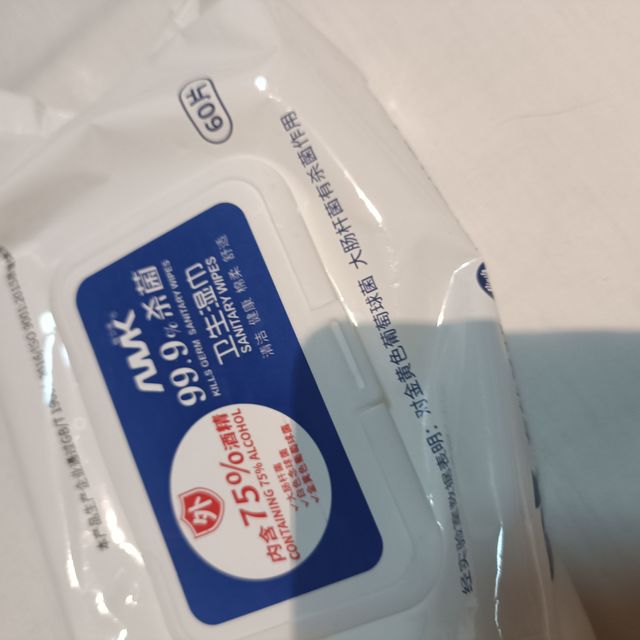 60片
99.9% 杀菌
KILLS GERM SANITARY WIPES
卫生湿巾
SANITARY WIPES
清洁 健康 棉柔 舒适
内含75%酒精
CONTAINING 75% ALCOHOL
经实验室数据表明：对金黄色葡萄球菌 大肠杆菌有杀菌作用